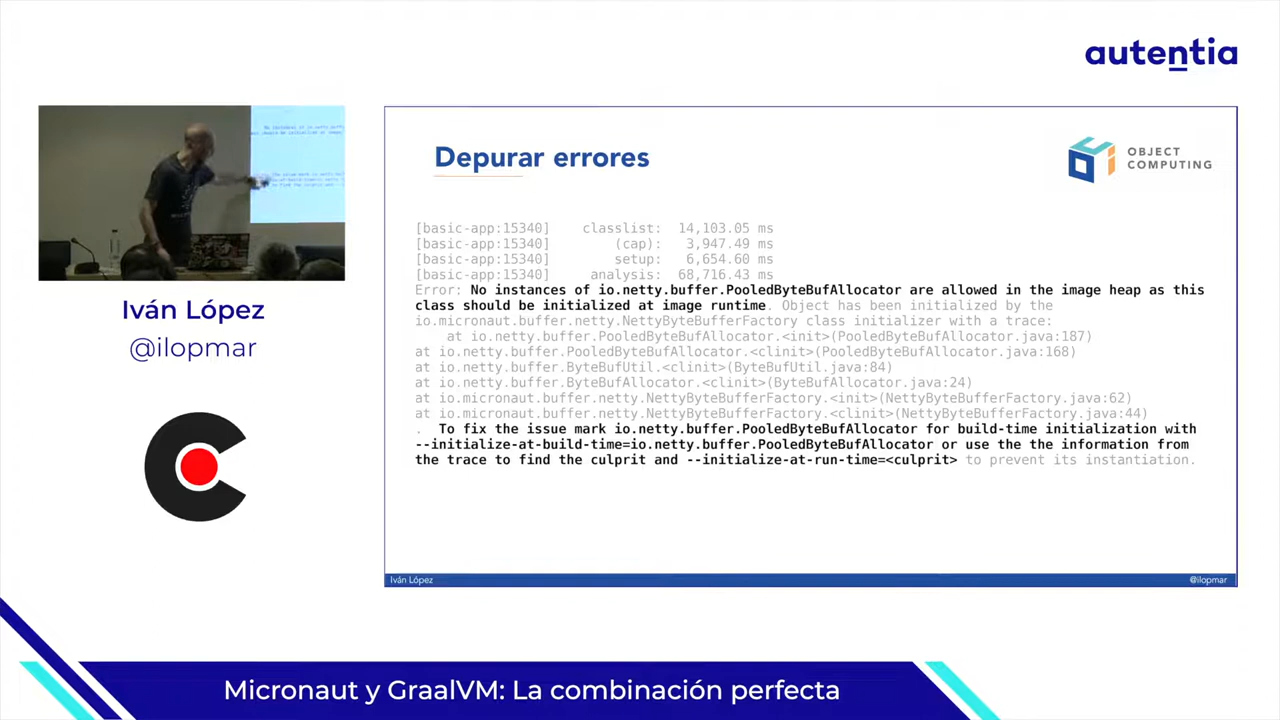 autentia
Depurar errores
OBJECT
COMPUTING
[basic-app:15340]    classlist:  14,103.05 ms
[basic-app:15340]        (cap):   3,947.49 ms
[basic-app:15340]        setup:   6,654.60 ms
[basic-app:15340]     analysis:  68,716.43 ms
Error: No instances of io.netty.buffer.PooledByteBufAllocator are allowed in the image heap as this
class should be initialized at image runtime. Object has been initialized by the
io.micronaut.buffer.netty.NettyByteBufferFactory class initializer with a trace:
    at io.netty.buffer.PooledByteBufAllocator.<init>(PooledByteBufAllocator.java:187)
at io.netty.buffer.PooledByteBufAllocator.<clinit>(PooledByteBufAllocator.java:168)
at io.netty.buffer.ByteBufUtil.<clinit>(ByteBufUtil.java:84)
at io.netty.buffer.ByteBufAllocator.<clinit>(ByteBufAllocator.java:24)
at io.micronaut.buffer.netty.NettyByteBufferFactory.<init>(NettyByteBufferFactory.java:62)
at io.micronaut.buffer.netty.NettyByteBufferFactory.<clinit>(NettyByteBufferFactory.java:44)
.  To fix the issue mark io.netty.buffer.PooledByteBufAllocator for build-time initialization with
--initialize-at-build-time=io.netty.buffer.PooledByteBufAllocator or use the the information from
the trace to find the culprit and --initialize-at-run-time=<culprit> to prevent its instantiation.
Iván López
@ilopmar
Iván López
@ilopmar
Micronaut y GraalVM: La combinación perfecta